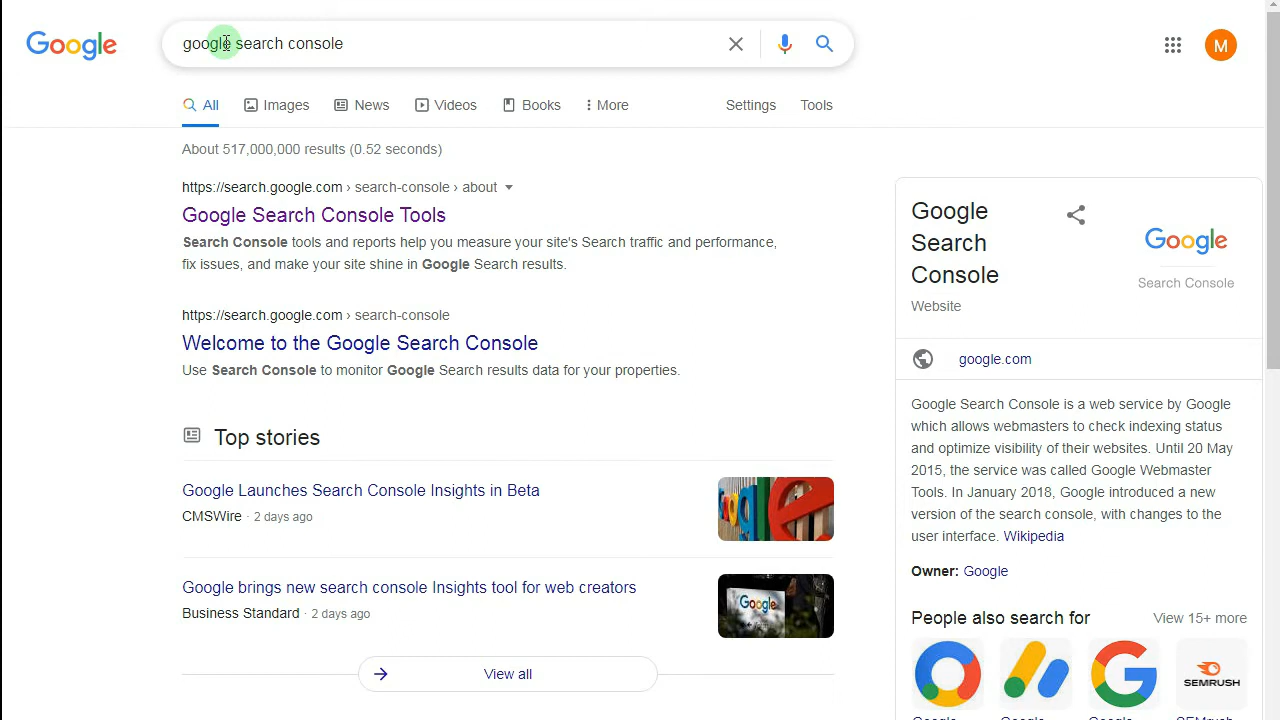 Google
google search console
M
All
Images
News
Videos
Books
More
Settings
Tools
About 517,000,000 results (0.52 seconds)
https://search.google.com › search-console › about
Google Search Console Tools
Search Console tools and reports help you measure your site's Search traffic and performance,
fix issues, and make your site shine in Google Search results.
https://search.google.com › search-console
Welcome to the Google Search Console
Use Search Console to monitor Google Search results data for your properties.
Top stories
Google Launches Search Console Insights in Beta
CMSWire · 2 days ago
Google brings new search console Insights tool for web creators
Business Standard · 2 days ago
Google
View all
Google
Search
Console
Website
Google
Search Console
google.com
Google Search Console is a web service by Google
which allows webmasters to check indexing status
and optimize visibility of their websites. Until 20 May
2015, the service was called Google Webmaster
Tools. In January 2018, Google introduced a new
version of the search console, with changes to the
user interface. Wikipedia
Owner: Google
People also search for
View 15+ more
SEMRUSH